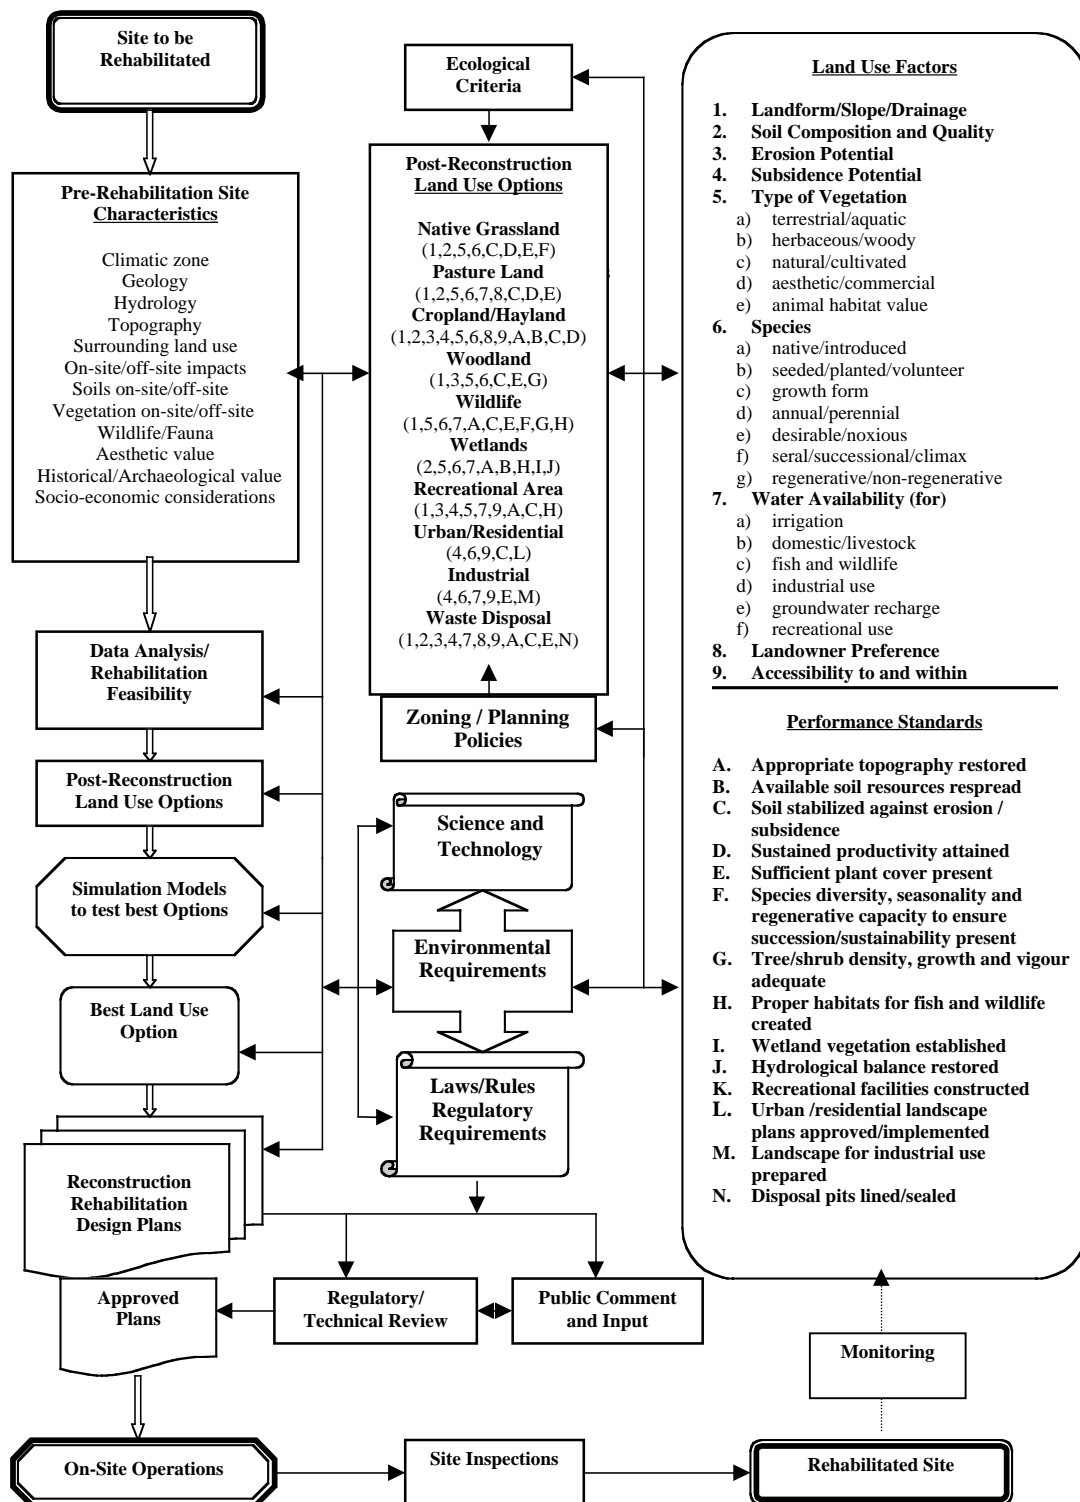 Site to be
Rehabilitated
Pre-Rehabilitation Site
Characteristics
Climatic zone
Geology
Hydrology
Topography
Surrounding land use
On-site/off-site impacts
Soils on-site/off-site
Vegetation on-site/off-site
Wildlife/Fauna
Aesthetic value
Historical/Archaeological value
Socio-economic considerations
Data Analysis/
Rehabilitation
Feasibility
Post-Reconstruction
Land Use Options
Simulation Models
to test best Options
Best Land Use
Option
Reconstruction
Rehabilitation
Design Plans
Approved
Plans
On-Site Operations
Ecological
Criteria
Post-Reconstruction
Land Use Options
Native Grassland
(1,2,5,6,C,D,E,F)
Pasture Land
(1,2,5,6,7,8,C,D,E)
Cropland/Hayland
(1,2,3,4,5,6,8,9,A,B,C,D)
Woodland
(1,3,5,6,C,E,G)
Wildlife
(1,5,6,7,A,C,E,F,G,H)
Wetlands
(2,5,6,7,A,B,H,I,J)
Recreational Area
(1,3,4,5,7,9,A,C,H)
Urban/Residential
(4,6,9,C,L)
Industrial
(4,6,7,9,E,M)
Waste Disposal
(1,2,3,4,7,8,9,A,C,E,N)
Zoning / Planning
Policies
Science and
Technology
Environmental
Requirements
Laws/Rules
Regulatory
Requirements
Regulatory/
Technical Review
Public Comment
and Input
Site Inspections
Land Use Factors
1. Landform/Slope/Drainage
2. Soil Composition and Quality
3. Erosion Potential
4. Subsidence Potential
5. Type of Vegetation
a) terrestrial/aquatic
b) herbaceous/woody
c) natural/cultivated
d) aesthetic/commercial
e) animal habitat value
6. Species
a) native/introduced
b) seeded/planted/volunteer
c) growth form
d) annual/perennial
e) desirable/noxious
f) seral/successional/climax
g) regenerative/non-regenerative
7. Water Availability (for)
a) irrigation
b) domestic/livestock
c) fish and wildlife
d) industrial use
e) groundwater recharge
f) recreational use
8. Landowner Preference
9. Accessibility to and within
Performance Standards
A. Appropriate topography restored
B. Available soil resources respread
C. Soil stabilized against erosion /
subsidence
D. Sustained productivity attained
E. Sufficient plant cover present
F. Species diversity, seasonality and
regenerative capacity to ensure
succession/sustainability present
G. Tree/shrub density, growth and vigour
adequate
H. Proper habitats for fish and wildlife
created
I. Wetland vegetation established
J. Hydrological balance restored
K. Recreational facilities constructed
L. Urban /residential landscape
plans approved/implemented
M. Landscape for industrial use
prepared
N. Disposal pits lined/sealed
Monitoring
Rehabilitated Site